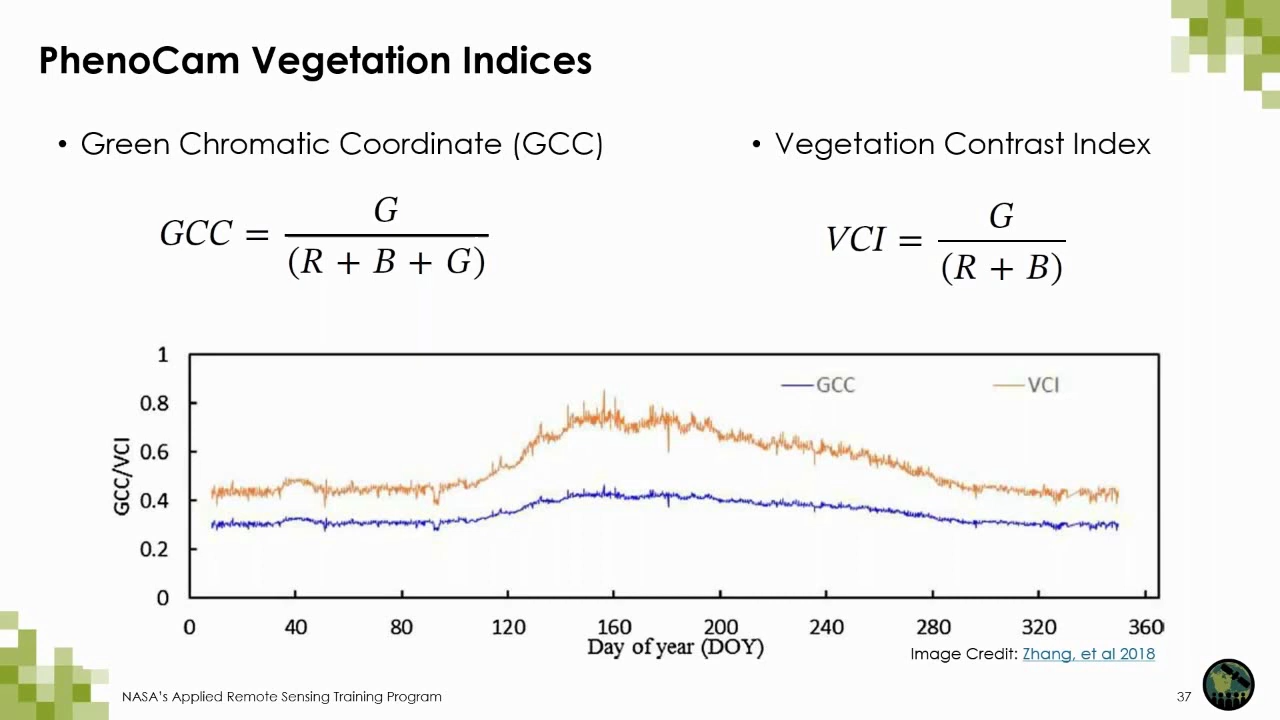 PhenoCam Vegetation Indices
• Green Chromatic Coordinate (GCC)
GCC = G / (R + B + G)
• Vegetation Contrast Index
VCI = G / (R + B)
GCC/VCI
1
0.8
0.6
0.4
0.2
0
GCC
VCI
0 40 80 120 160 200 240 280 320 360
Day of year (DOY)
Image Credit: Zhang, et al 2018
NASA's Applied Remote Sensing Training Program
37